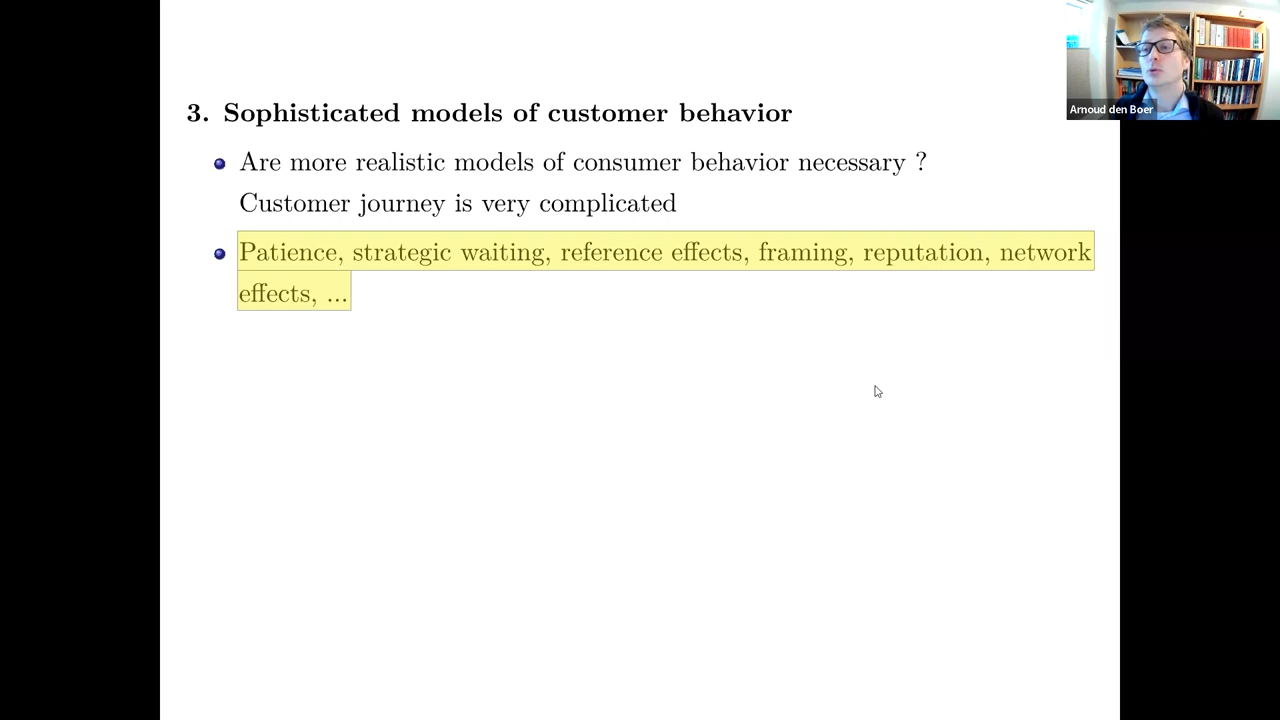 Arnoud den Boer
3. Sophisticated models of customer behavior
Are more realistic models of consumer behavior necessary ?
Customer journey is very complicated
Patience, strategic waiting, reference effects, framing, reputation, network
effects, ...